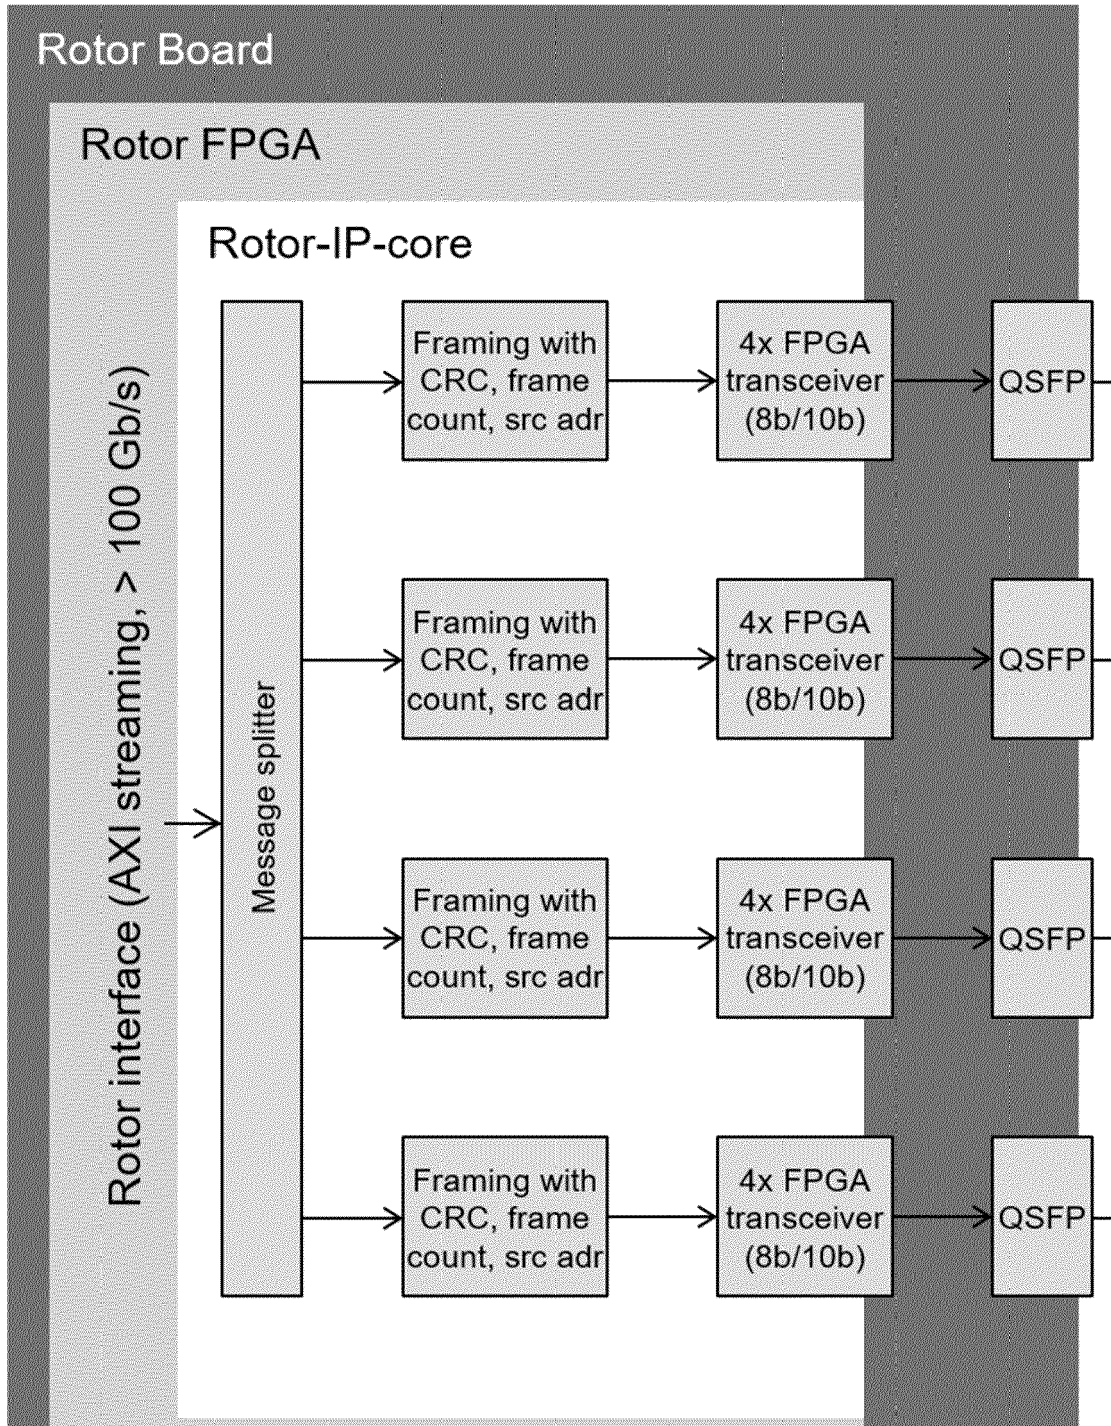 Rotor Board
Rotor FPGA
Rotor-IP-core
Rotor interface (AXI streaming, > 100 Gb/s)
Message splitter
Framing with
CRC, frame
count, src adr
4x FPGA
transceiver
(8b/10b)
QSFP
Framing with
CRC, frame
count, src adr
4x FPGA
transceiver
(8b/10b)
QSFP
Framing with
CRC, frame
count, src adr
4x FPGA
transceiver
(8b/10b)
QSFP
Framing with
CRC, frame
count, src adr
4x FPGA
transceiver
(8b/10b)
QSFP